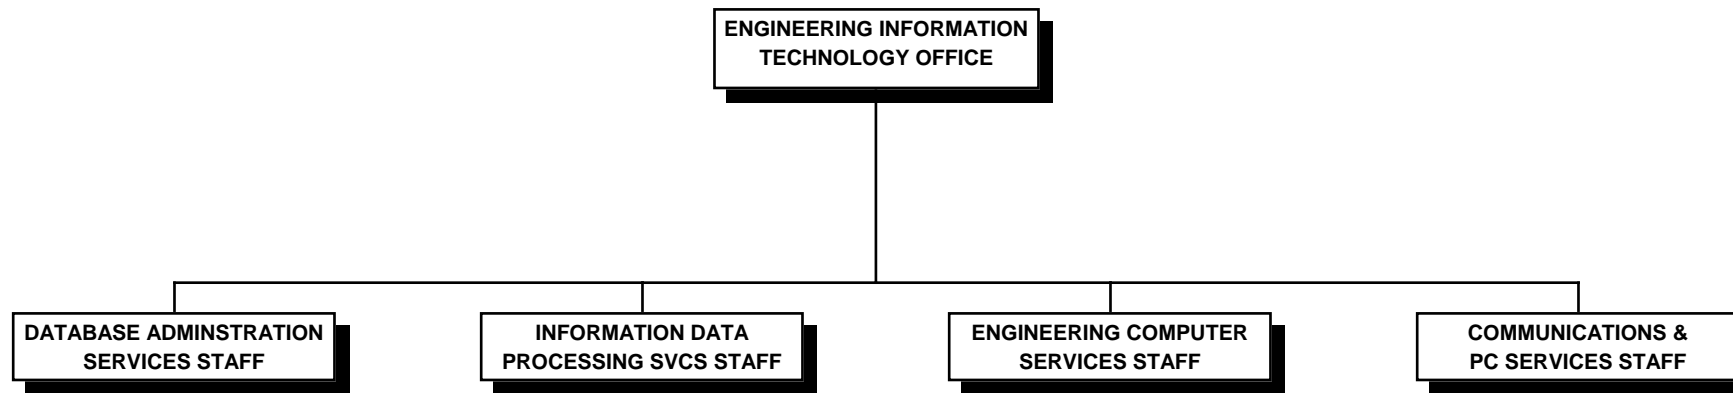 ENGINEERING INFORMATION
TECHNOLOGY OFFICE
DATABASE ADMINSTRATION
SERVICES STAFF
INFORMATION DATA
PROCESSING SVCS STAFF
ENGINEERING COMPUTER
SERVICES STAFF
COMMUNICATIONS &
PC SERVICES STAFF